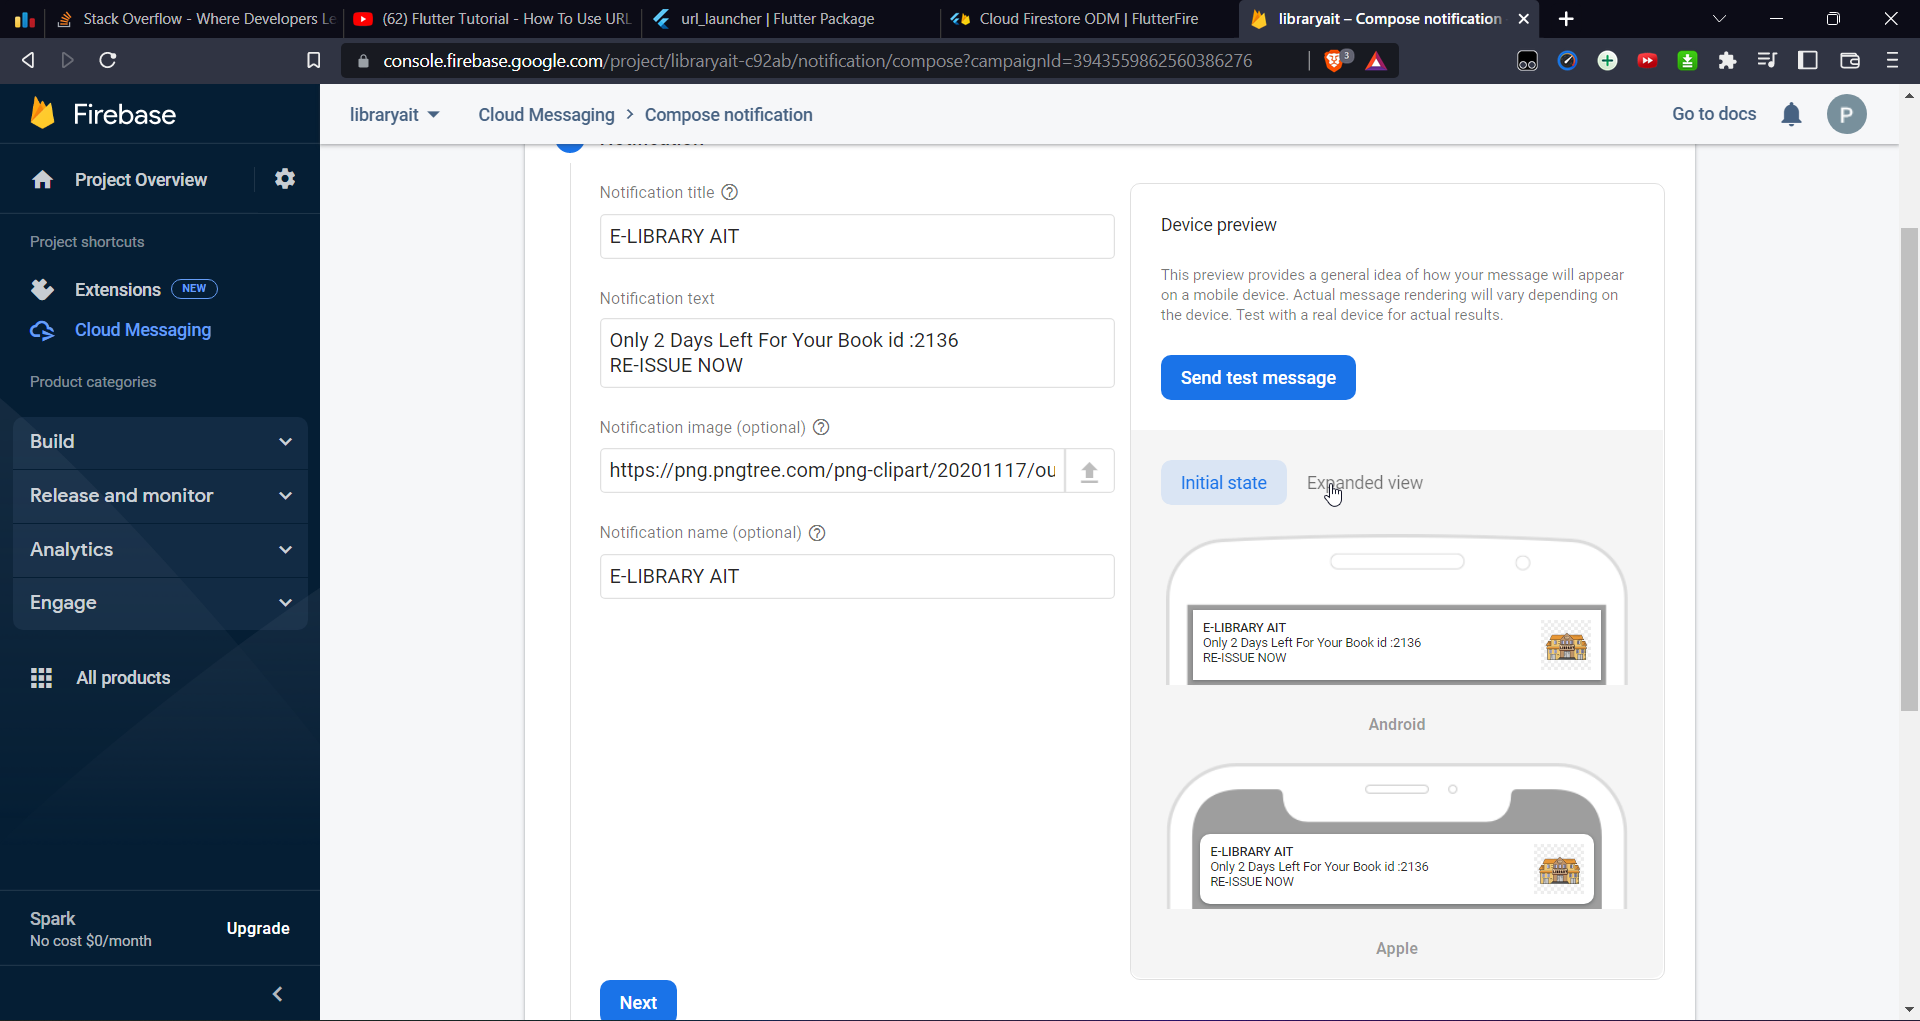 Stack Overflow - Where Developers Le
(62) Flutter Tutorial - How To Use URL
url_launcher | Flutter Package
Cloud Firestore ODM | FlutterFire
libraryait – Compose notification
console.firebase.google.com/project/libraryait-c92ab/notification/compose?campaignId=3943559862560386276
3
Firebase
libraryait
Cloud Messaging > Compose notification
Go to docs
P
Project Overview
Project shortcuts
Extensions NEW
Cloud Messaging
Product categories
Build
Release and monitor
Analytics
Engage
All products
Spark
No cost $0/month
Upgrade
Notification title
E-LIBRARY AIT
Notification text
Only 2 Days Left For Your Book id :2136
RE-ISSUE NOW
Notification image (optional)
https://png.pngtree.com/png-clipart/20201117/ou
Notification name (optional)
E-LIBRARY AIT
Next
Device preview
This preview provides a general idea of how your message will appear
on a mobile device. Actual message rendering will vary depending on
the device. Test with a real device for actual results.
Send test message
Initial state
Expanded view
E-LIBRARY AIT
Only 2 Days Left For Your Book id :2136
RE-ISSUE NOW
Android
E-LIBRARY AIT
Only 2 Days Left For Your Book id :2136
RE-ISSUE NOW
Apple